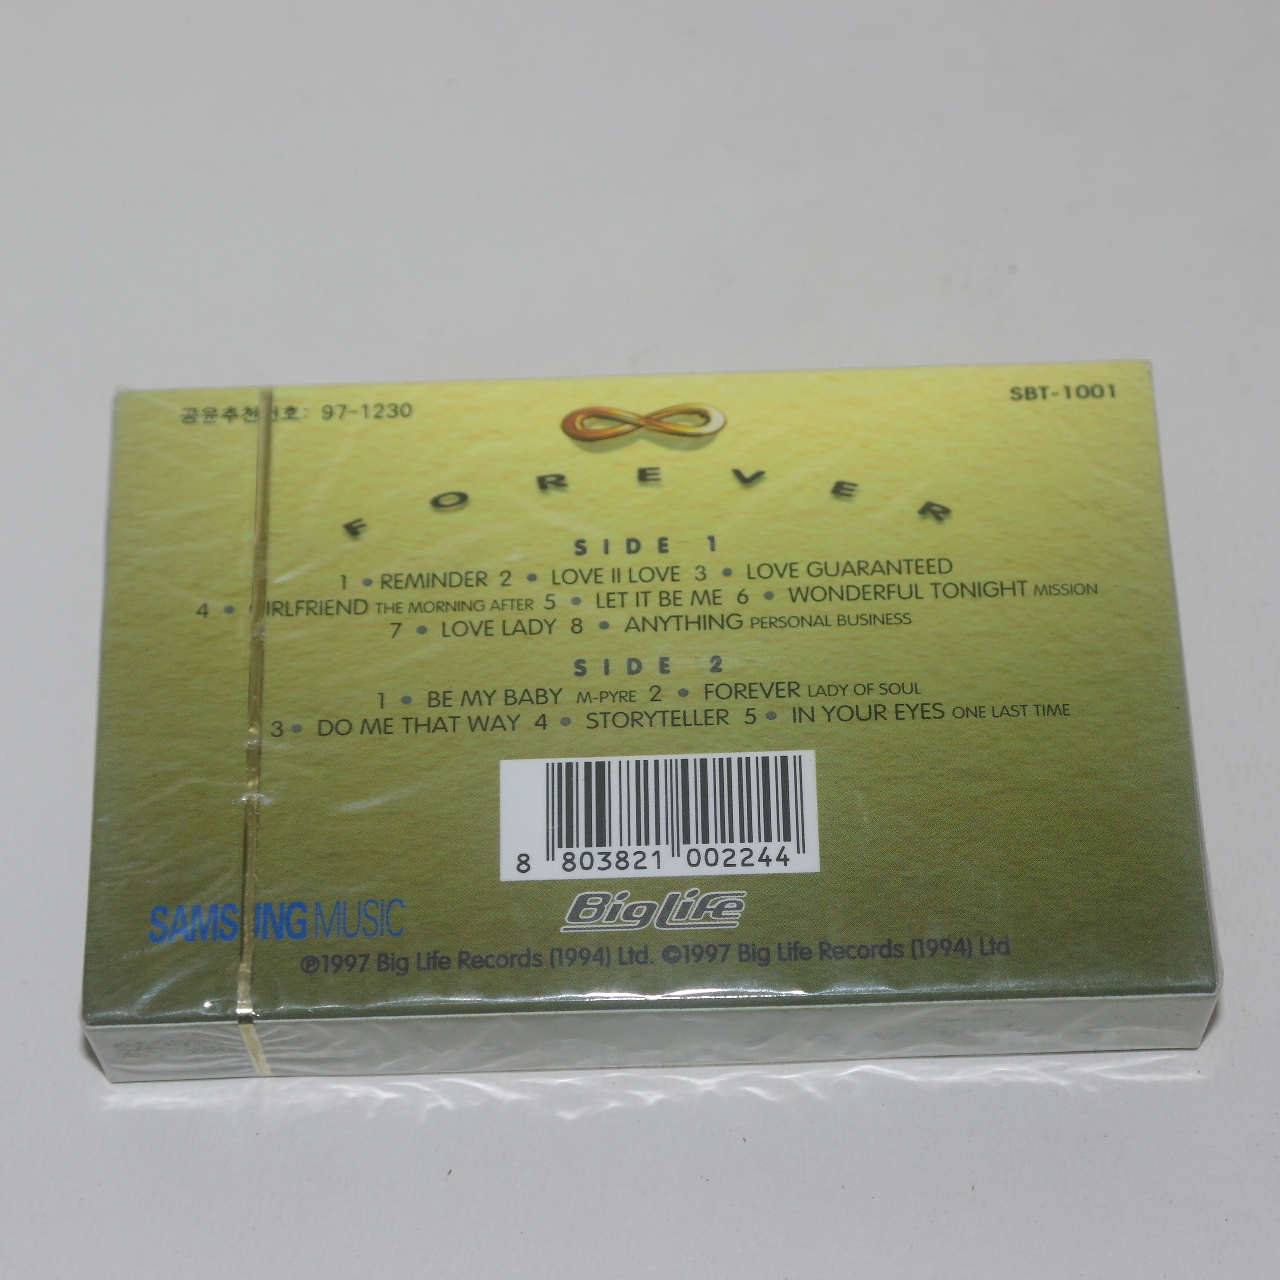 공윤추천번호: 97-1230
SBT-1001
FOREVER
SIDE 1
1 • REMINDER 2 • LOVE II LOVE 3 • LOVE GUARANTEED
4 • GIRLFRIEND THE MORNING AFTER 5 • LET IT BE ME 6 • WONDERFUL TONIGHT MISSION
7 • LOVE LADY 8 • ANYTHING PERSONAL BUSINESS
SIDE 2
1 • BE MY BABY M-PYRE 2 • FOREVER LADY OF SOUL
3 • DO ME THAT WAY 4 • STORYTELLER 5 • IN YOUR EYES ONE LAST TIME
8 803821 002244
Big Life
SAMSUNG MUSIC
℗1997 Big Life Records (1994) Ltd. ©1997 Big Life Records (1994) Ltd